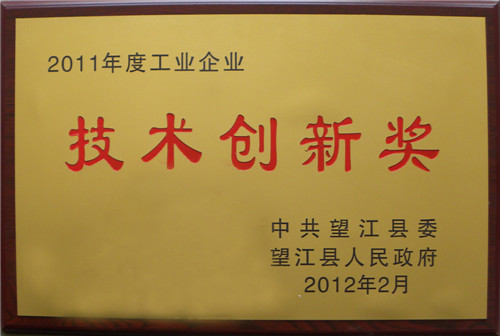 2011年度工业企业
技术创新奖
中共望江县委
望江县人民政府
2012年2月